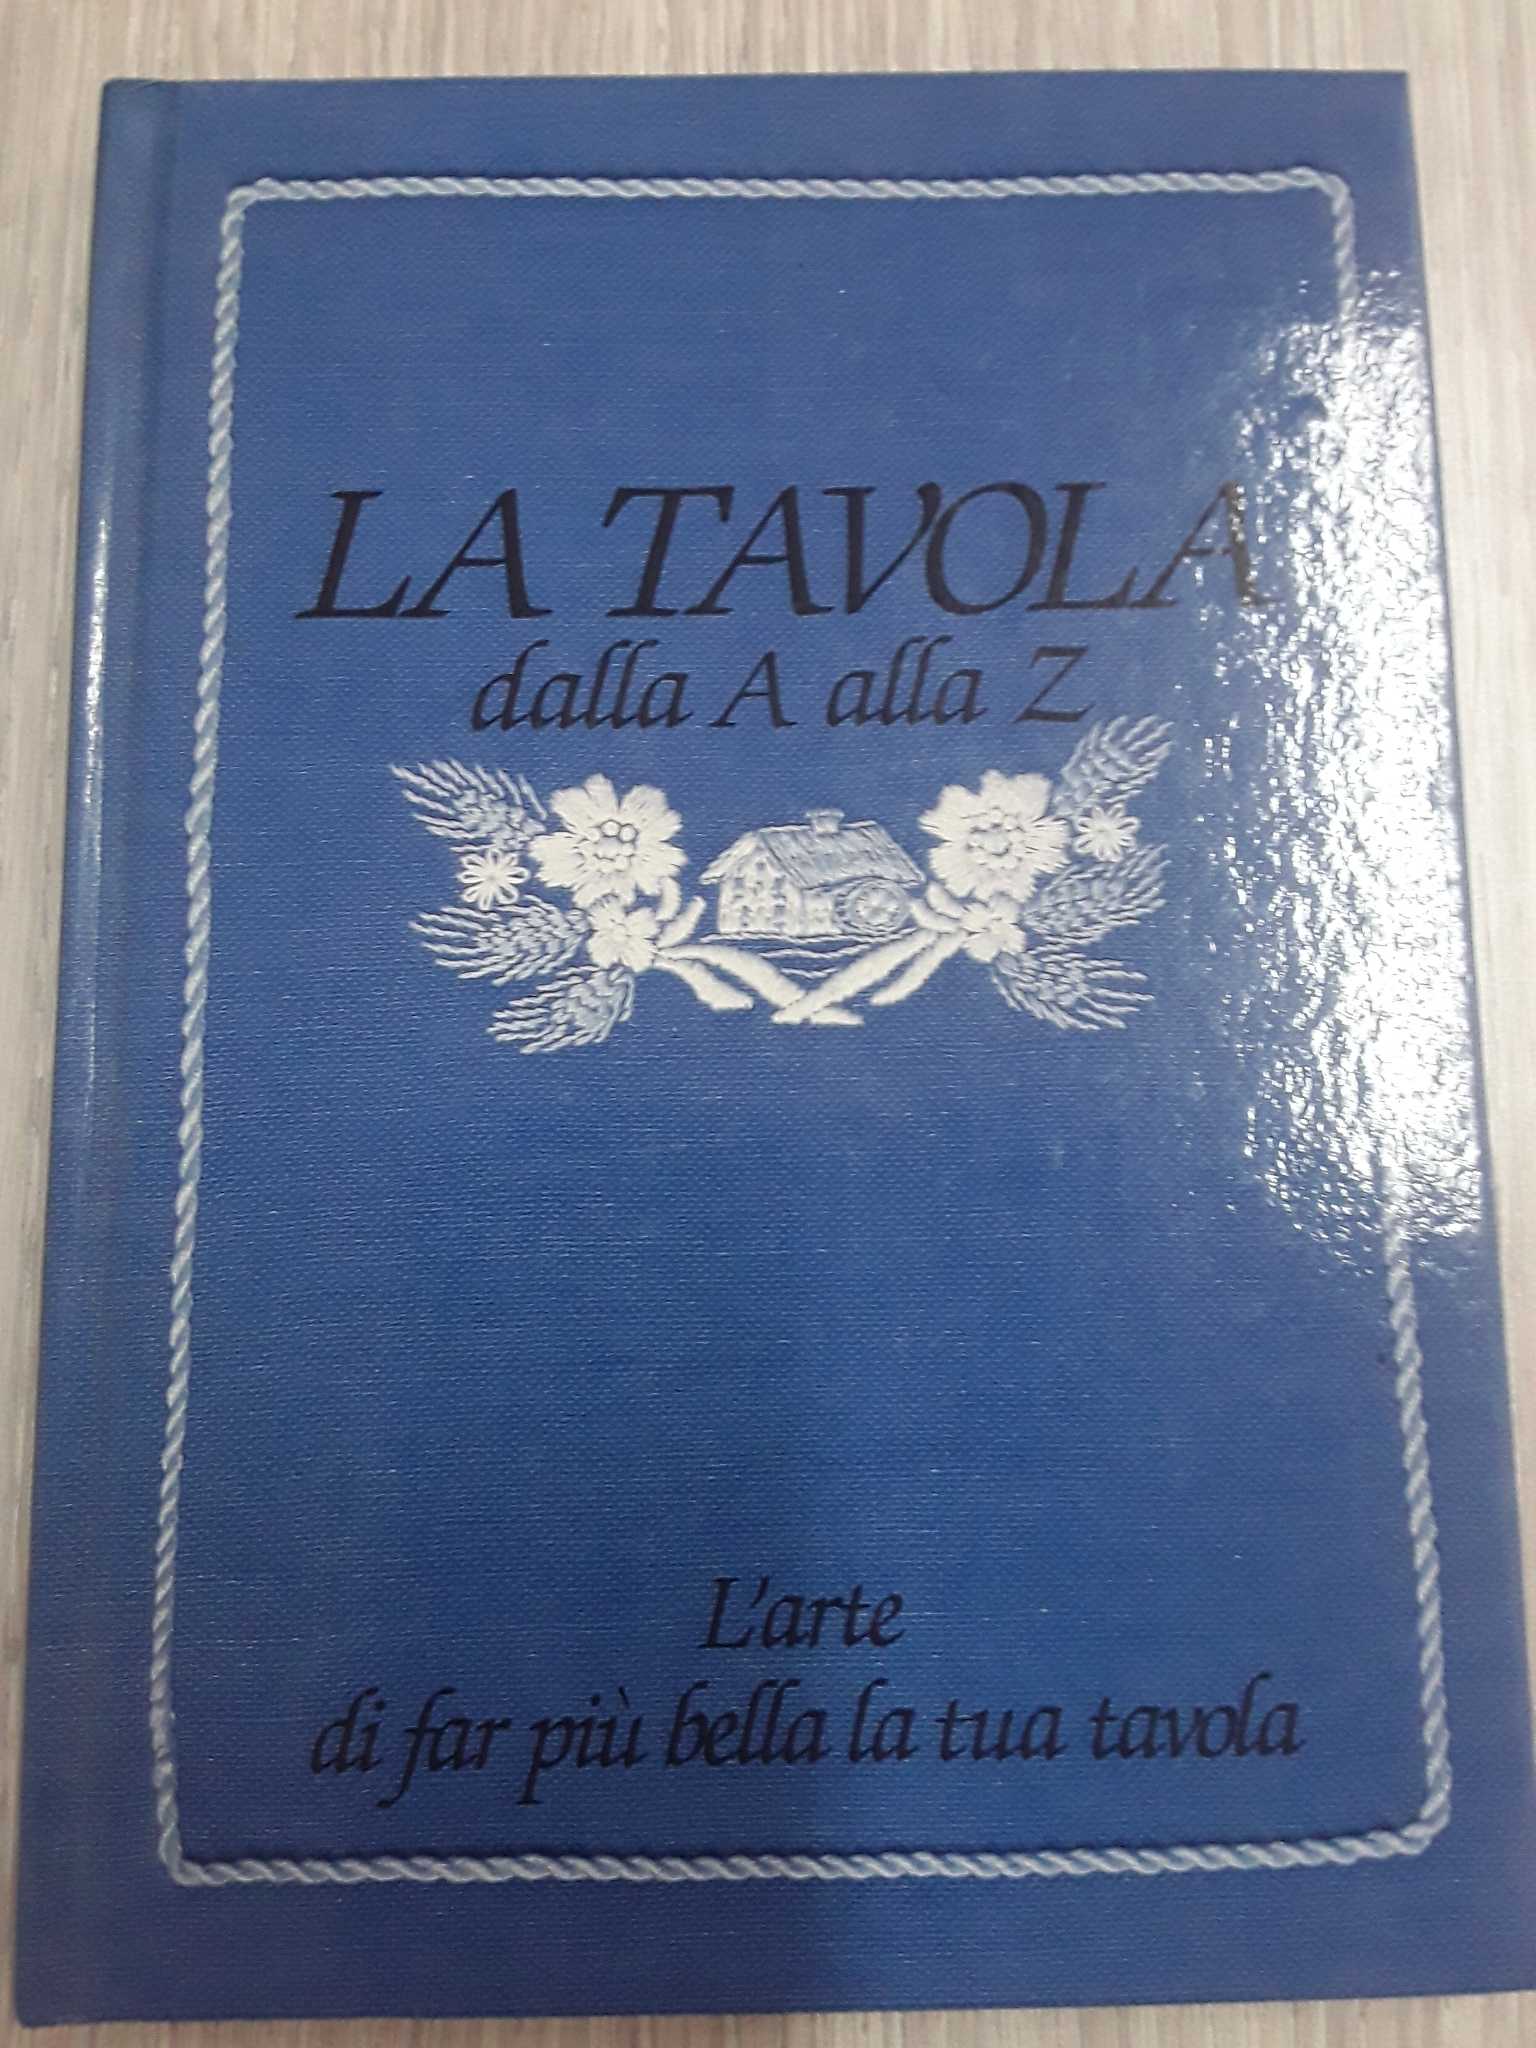 LA TAVOLA
dalla A alla Z
L'arte
di far più bella la tua tavola